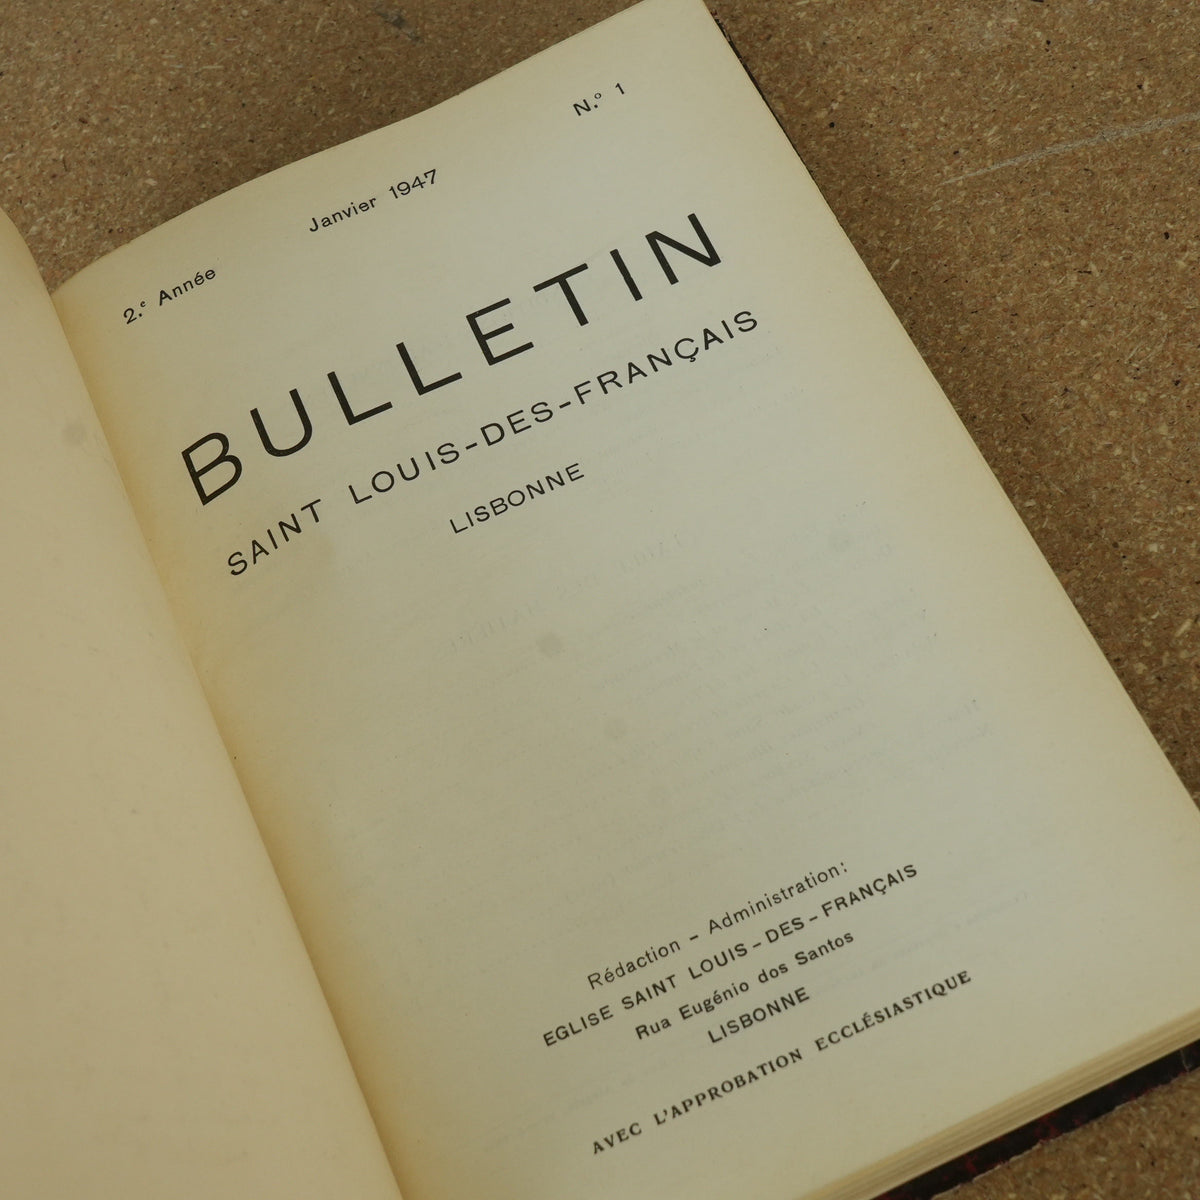 2.e Année Janvier 1947 N.º 1
BULLETIN
SAINT LOUIS-DES-FRANÇAIS
LISBONNE
Rédaction - Administration:
EGLISE SAINT LOUIS - DES - FRANÇAIS
Rua Eugénio dos Santos
LISBONNE
AVEC L'APPROBATION ECCLÉSIASTIQUE